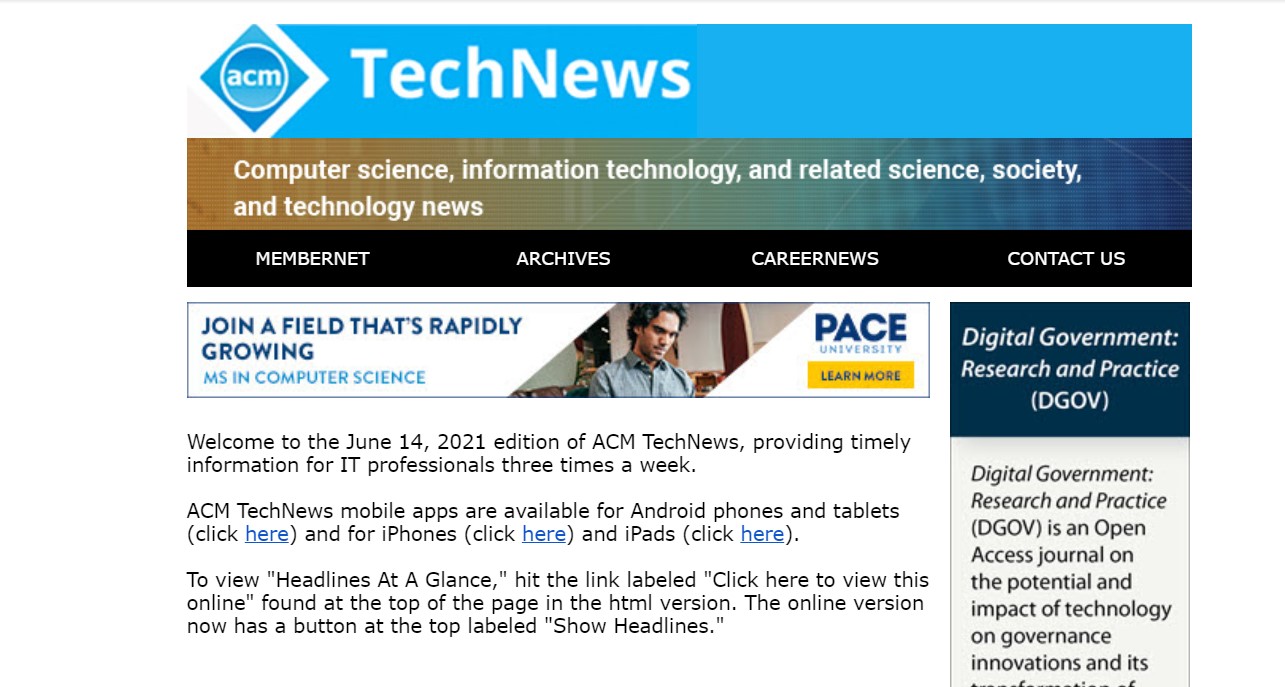 acm TechNews
Computer science, information technology, and related science, society,
and technology news
MEMBERNET ARCHIVES CAREERNEWS CONTACT US
JOIN A FIELD THAT'S RAPIDLY
GROWING
MS IN COMPUTER SCIENCE
PACE
UNIVERSITY
LEARN MORE
Welcome to the June 14, 2021 edition of ACM TechNews, providing timely
information for IT professionals three times a week.
ACM TechNews mobile apps are available for Android phones and tablets
(click here) and for iPhones (click here) and iPads (click here).
To view "Headlines At A Glance," hit the link labeled "Click here to view this
online" found at the top of the page in the html version. The online version
now has a button at the top labeled "Show Headlines."
Digital Government:
Research and Practice
(DGOV)
Digital Government:
Research and Practice
(DGOV) is an Open
Access journal on
the potential and
impact of technology
on governance
innovations and its
transformation of